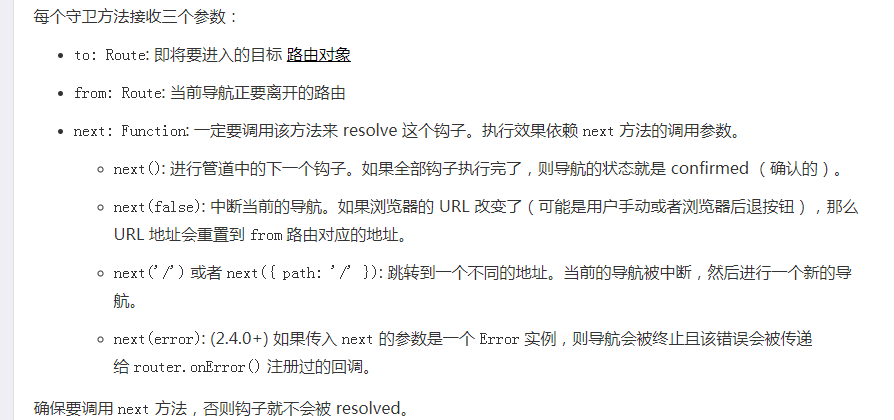 每个守卫方法接收三个参数：
to: Route: 即将要进入的目标 路由对象
from: Route: 当前导航正要离开的路由
next: Function: 一定要调用该方法来 resolve 这个钩子。执行效果依赖 next 方法的调用参数。
next(): 进行管道中的下一个钩子。如果全部钩子执行完了，则导航的状态就是 confirmed （确认的）。
next(false): 中断当前的导航。如果浏览器的 URL 改变了（可能是用户手动或者浏览器后退按钮），那么
URL 地址会重置到 from 路由对应的地址。
next('/') 或者 next({ path: '/' }): 跳转到一个不同的地址。当前的导航被中断，然后进行一个新的导
航。
next(error): (2.4.0+) 如果传入 next 的参数是一个 Error 实例，则导航会被终止且该错误会被传递
给 router.onError() 注册过的回调。
确保要调用 next 方法，否则钩子就不会被 resolved。